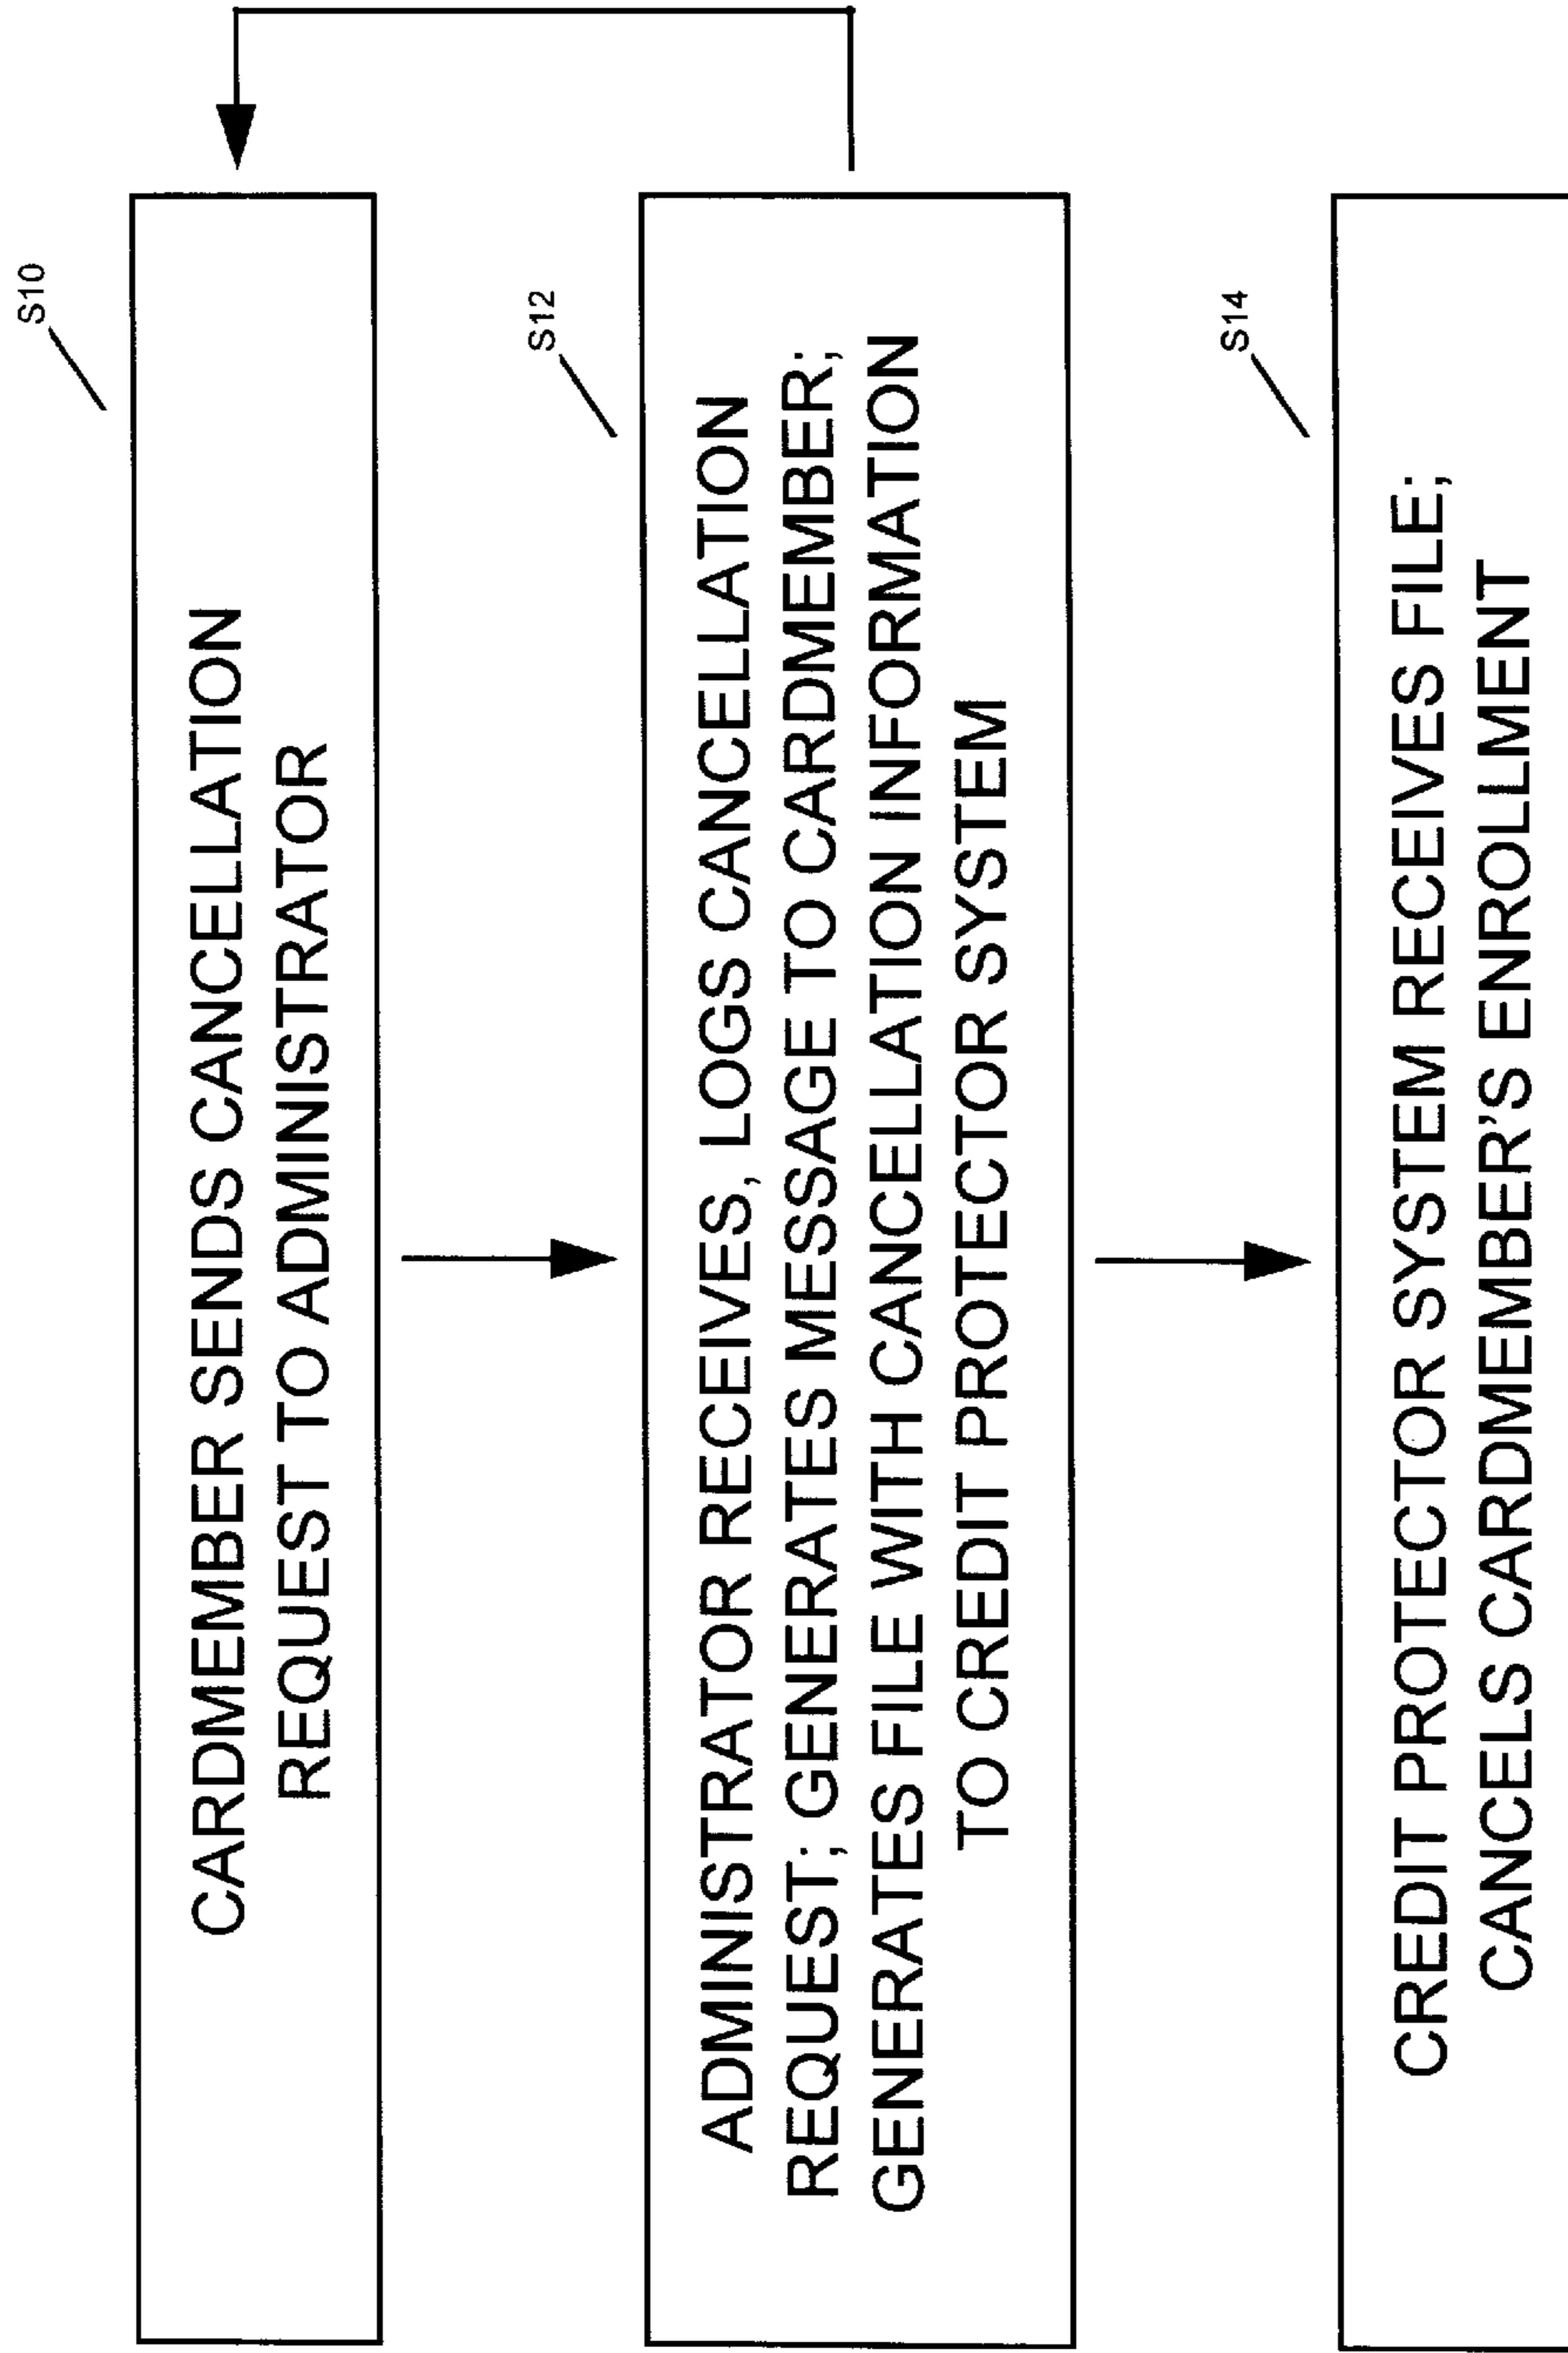 S10
CARDMEMBER SENDS CANCELLATION
REQUEST TO ADMINISTRATOR
S12
ADMINISTRATOR RECEIVES, LOGS CANCELLATION
REQUEST; GENERATES MESSAGE TO CARDMEMBER;
GENERATES FILE WITH CANCELLATION INFORMATION
TO CREDIT PROTECTOR SYSTEM
S14
CREDIT PROTECTOR SYSTEM RECEIVES FILE;
CANCELS CARDMEMBER'S ENROLLMENT